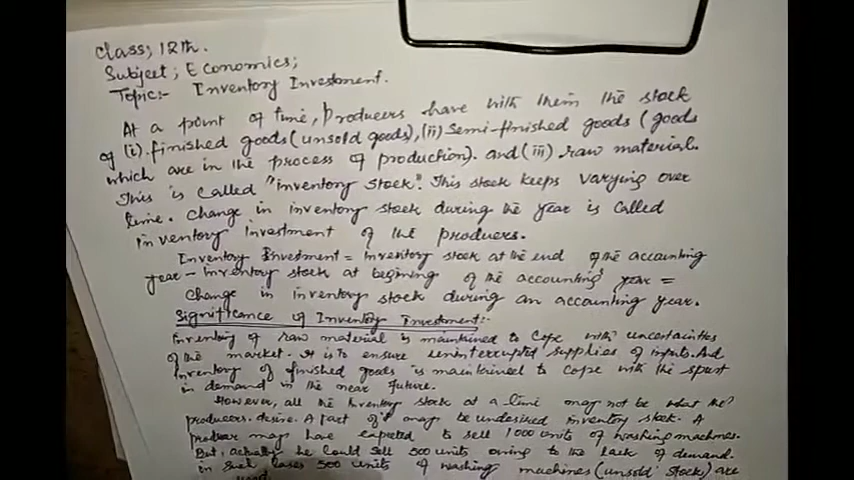 Class; 12th.
Subject; Economics;
Topic:- Inventory Investment.
At a point of time, producers have with them the stock
of (i) finished goods (unsold goods), (ii) Semi-finished goods (goods
which are in the process of production). and (iii) raw material.
This is called "inventory stock". This stock keeps varying over
time. change in inventory stock during the year is called
inventory investment of the producers.
Inventory Investment = inventory stock at the end of the accounting
year - inventory stock at begining of the accounting year =
change in inventory stock during an accounting year.
Significance of Inventory Investment:-
Inventory of raw material is maintained to cope with uncertainties
of the market. It is to ensure uninterrupted supplies of inputs. And
inventory of finished goods is maintained to cope with the spurt
in demand in the near future.
However, all the inventory stock at a time may not be what the
producers desire. A part of it may be undesired inventory stock. A
producer may have expected to sell 1000 units of washing machines.
But, actually he could sell 500 units owing to the lack of demand.
in such cases 500 units of washing machines (unsold stock) are